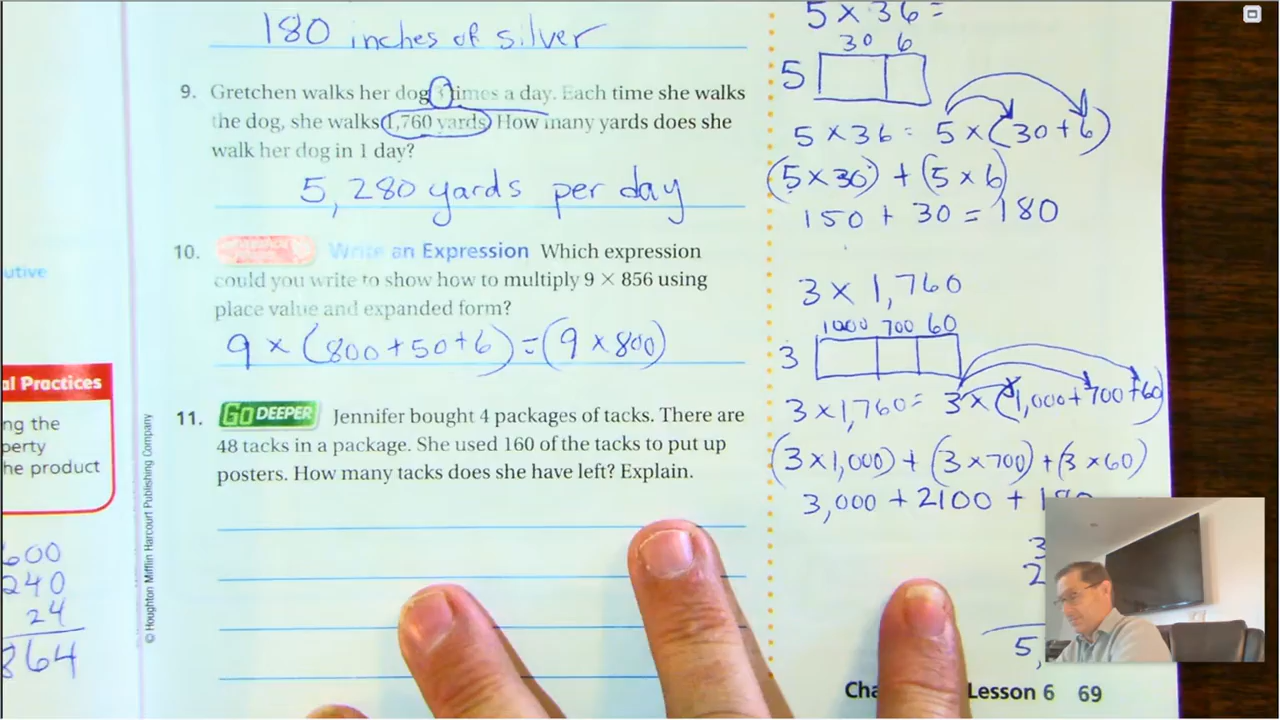 180 inches of silver
9. Gretchen walks her dog 3 times a day. Each time she walks
the dog, she walks 1,760 yards. How many yards does she
walk her dog in 1 day?
5,280 yards per day
10. Write an Expression Which expression
could you write to show how to multiply 9 × 856 using
place value and expanded form?
9 × (800+50+6) = (9 × 800)
11. GO DEEPER Jennifer bought 4 packages of tacks. There are
48 tacks in a package. She used 160 of the tacks to put up
posters. How many tacks does she have left? Explain.
5 × 36 =
30 6
5
5 × 36 = 5 × (30+6)
(5×30) + (5 × 6)
150 + 30 = 180
3 × 1,760
1000 700 60
3
3 × 1,760 = 3 × (1,000+700+60)
(3×1,000) + (3×700) + (3×60)
3,000 + 2100 +
3
2
5,
Lesson 6 69
utive
al Practices
ng the
perty
he product
600
240
24
864
© Houghton Mifflin Harcourt Publishing Company